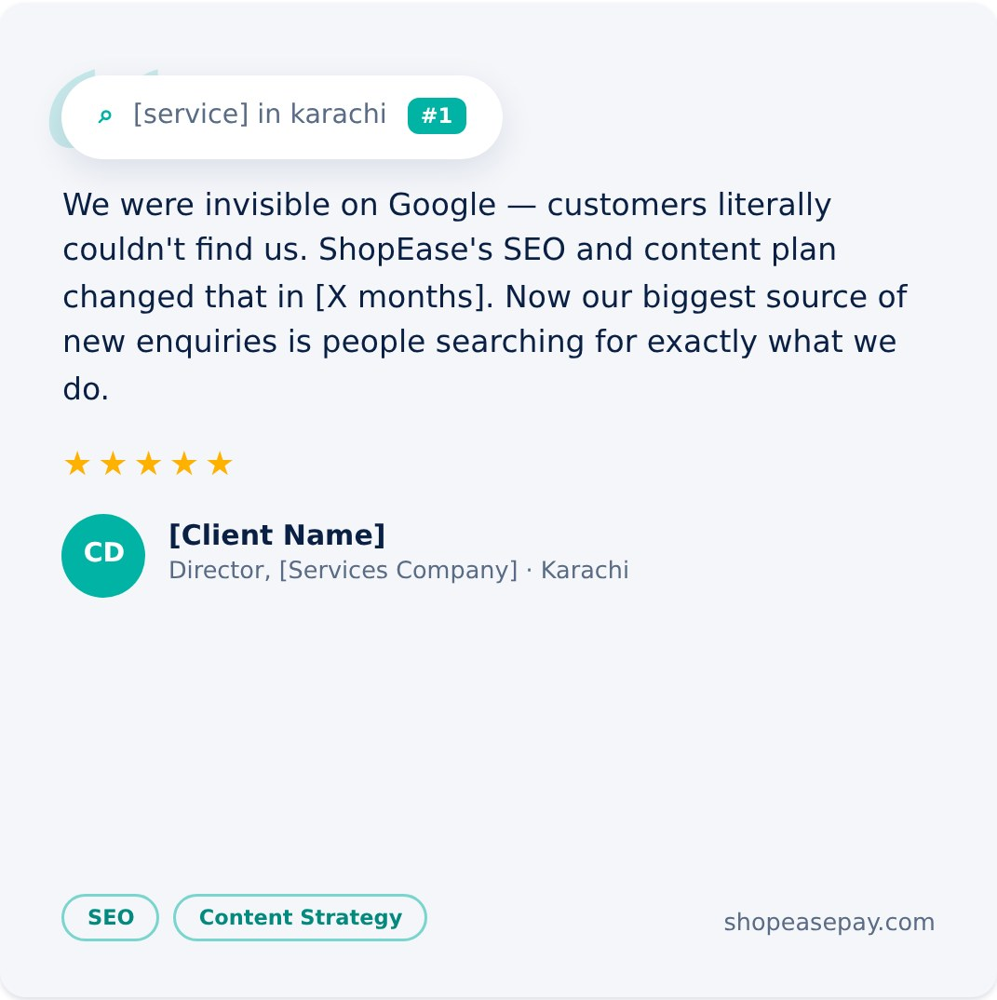 [service] in karachi #1
We were invisible on Google — customers literally
couldn't find us. ShopEase's SEO and content plan
changed that in [X months]. Now our biggest source of
new enquiries is people searching for exactly what we
do.
★★★★★
CD
[Client Name]
Director, [Services Company] · Karachi
SEO Content Strategy
shopeasepay.com